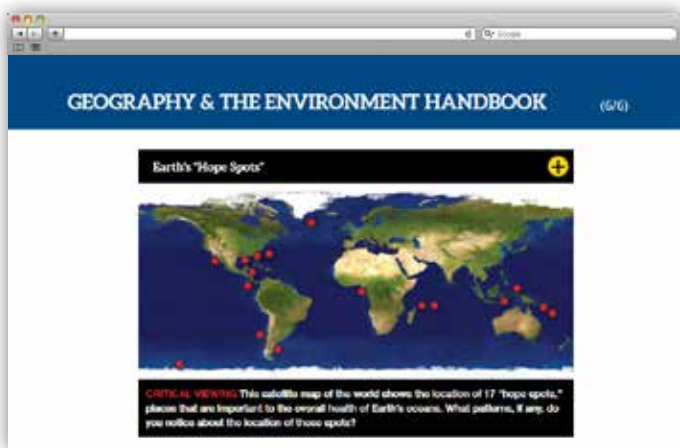 Google
GEOGRAPHY & THE ENVIRONMENT HANDBOOK (6/6)
Earth's "Hope Spots"
CRITICAL VIEWING This satellite map of the world shows the location of 17 "hope spots,"
places that are important to the overall health of Earth's oceans. What patterns, if any, do
you notice about the location of these spots?